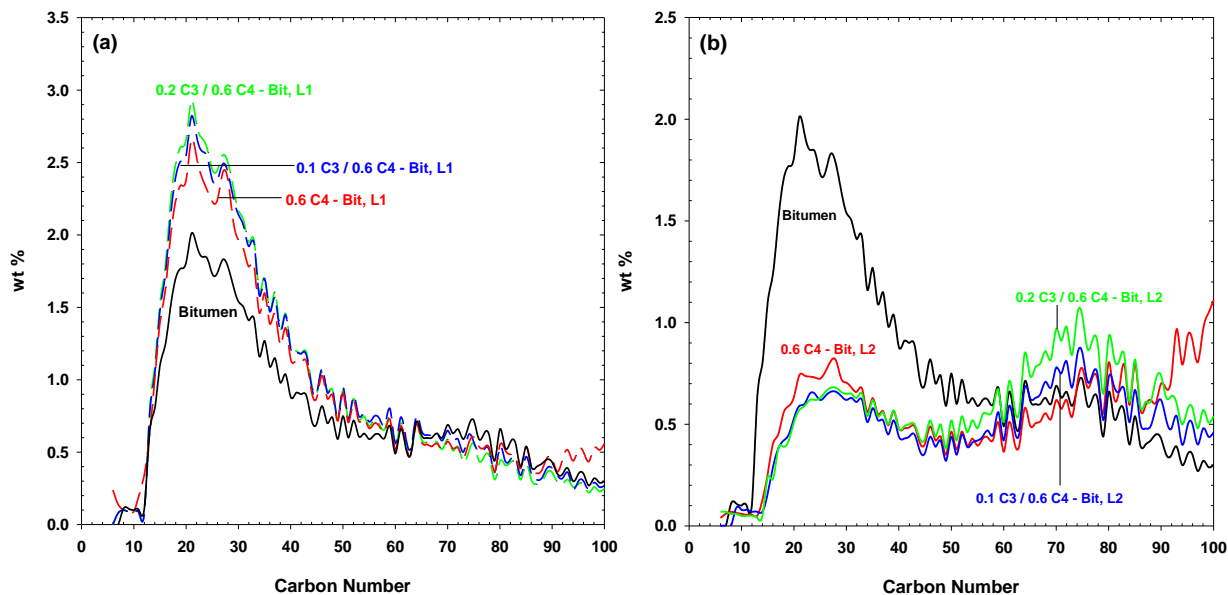 (a)
3.5
3.0
2.5
2.0
1.5
1.0
0.5
0.0
wt %
0.2 C3 / 0.6 C4 - Bit, L1
0.1 C3 / 0.6 C4 - Bit, L1
0.6 C4 - Bit, L1
Bitumen
0 10 20 30 40 50 60 70 80 90 100
Carbon Number
(b)
2.5
2.0
1.5
1.0
0.5
0.0
wt %
Bitumen
0.2 C3 / 0.6 C4 - Bit, L2
0.6 C4 - Bit, L2
0.1 C3 / 0.6 C4 - Bit, L2
0 10 20 30 40 50 60 70 80 90 100
Carbon Number